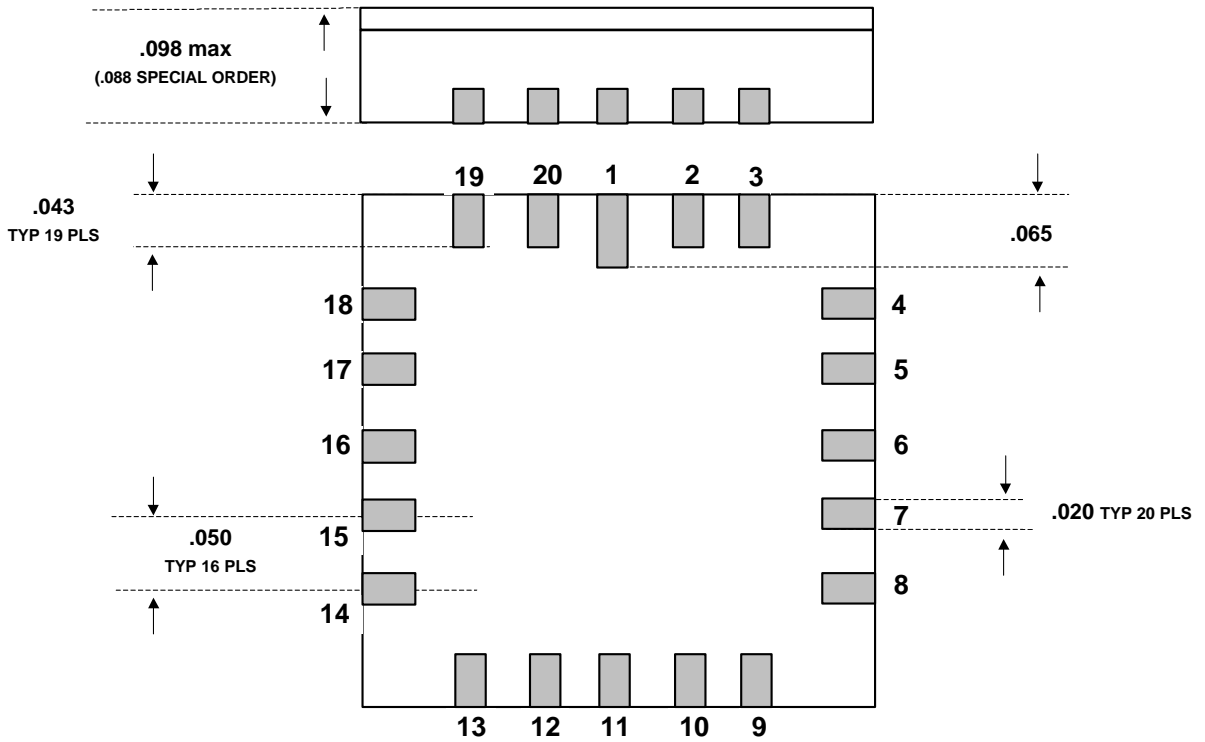 .098 max
(.088 SPECIAL ORDER)
19 20 1 2 3
.043
TYP 19 PLS
.065
18 4
17 5
16 6
7
.020 TYP 20 PLS
15
.050
TYP 16 PLS
8
14
13 12 11 10 9